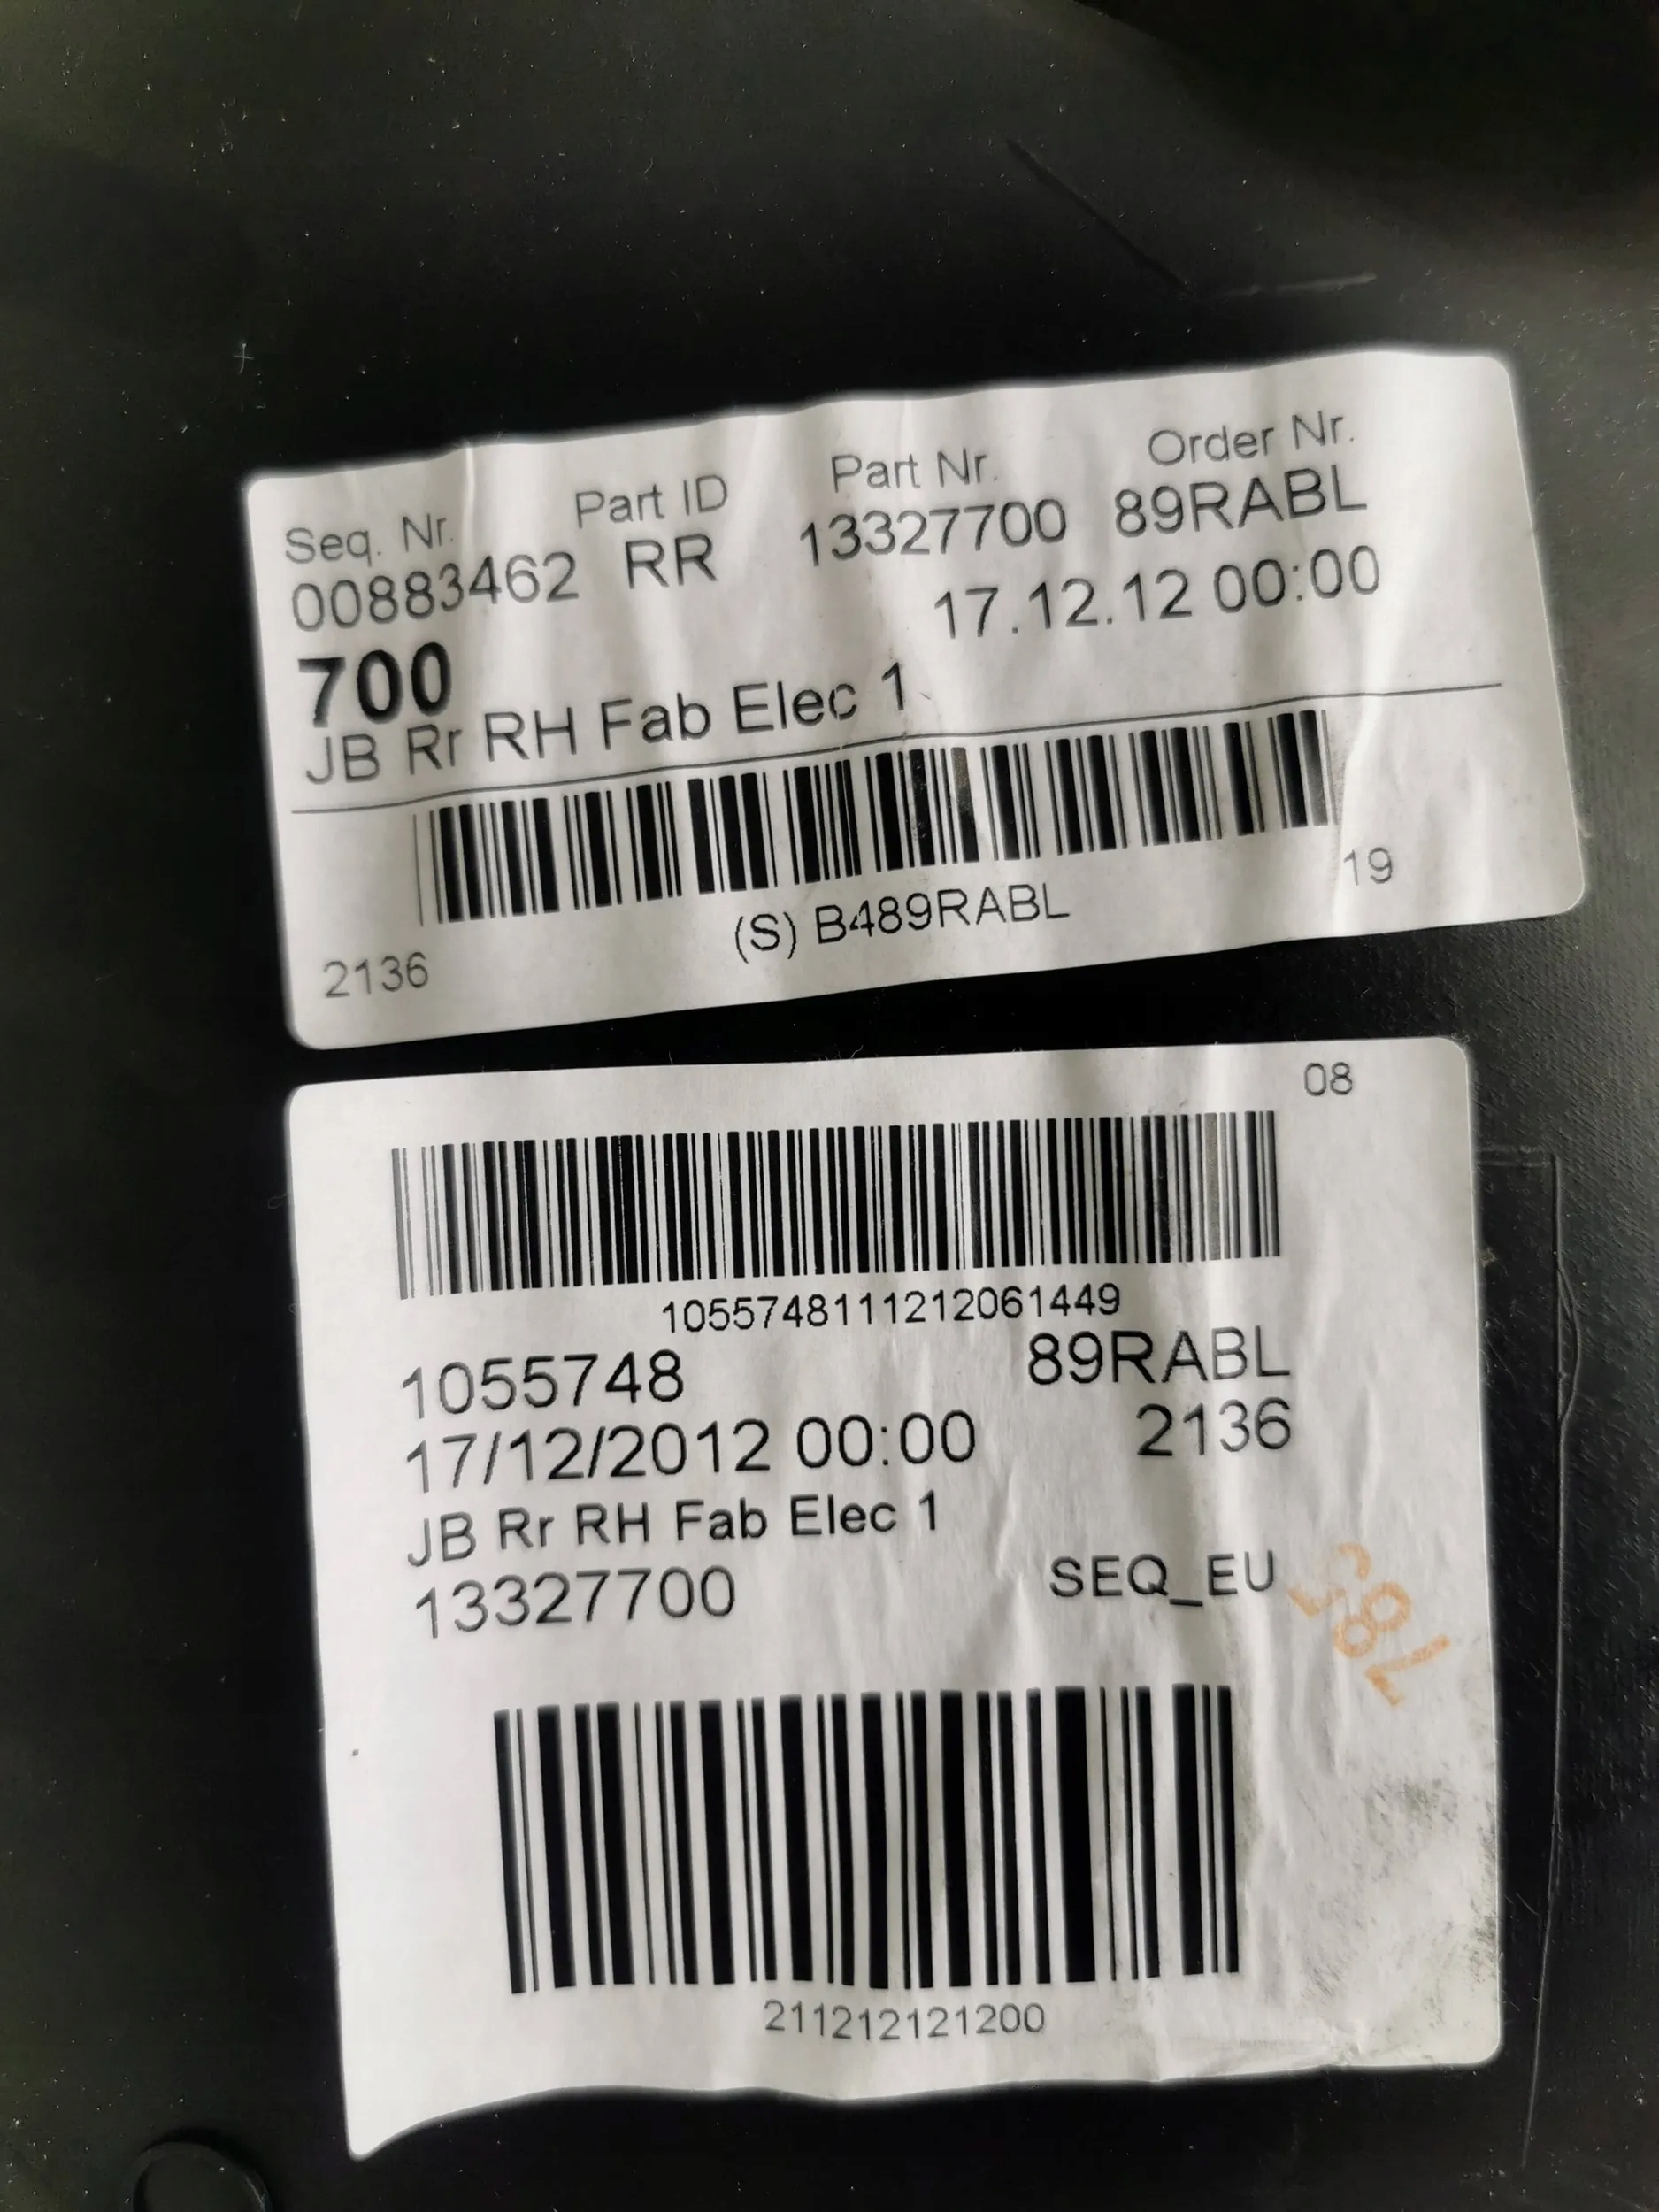 Seq. Nr. Part ID Part Nr. Order Nr.
00883462 RR 13327700 89RABL
700 17.12.12 00:00
JB Rr RH Fab Elec 1
2136 (S) B489RABL 19
08
1055748111212061449
1055748 89RABL
17/12/2012 00:00 2136
JB Rr RH Fab Elec 1
13327700 SEQ_EU
211212121200